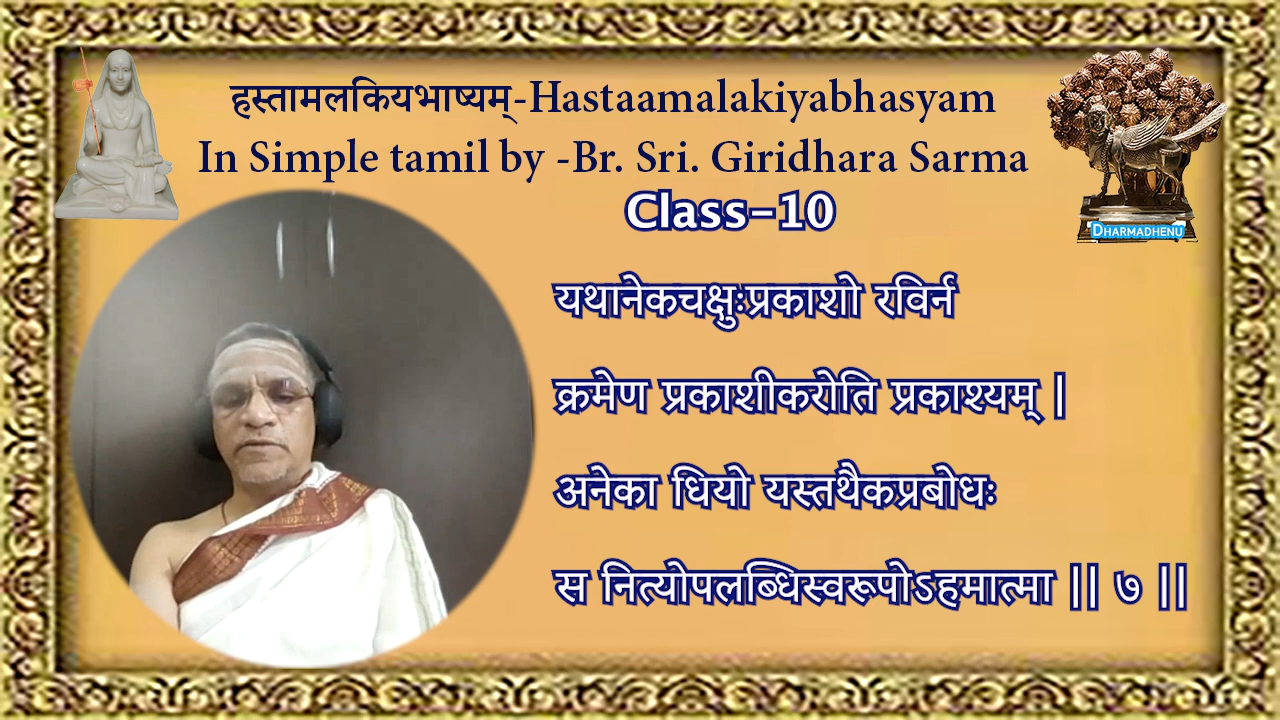 हस्तामलकियभाष्यम्-Hastaamalakiyabhasyam
In Simple tamil by -Br. Sri. Giridhara Sarma
Class-10
DHARMADHENU
यथानेकचक्षुःप्रकाशो रविर्न
क्रमेण प्रकाशीकरोति प्रकाश्यम् |
अनेका धियो यस्तथैकप्रबोधः
स नित्योपलब्धिस्वरूपोऽहमात्मा || ७ ||